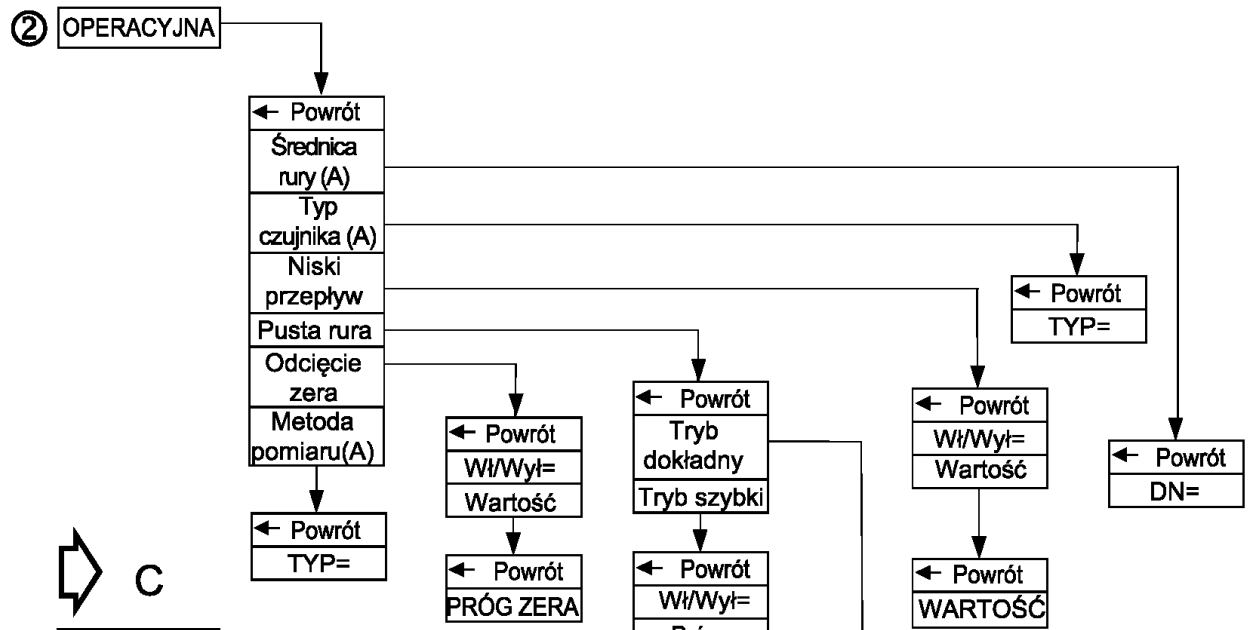 ② OPERACYJNA
← Powrót
Średnica
rury (A)
Typ
czujnika (A)
Niski
przepływ
Pusta rura
Odcięcie
zera
Metoda
pomiaru(A)
← Powrót
TYP=
← Powrót
Wł/Wył=
Wartość
← Powrót
PRÓG ZERA
← Powrót
Tryb
dokładny
Tryb szybki
← Powrót
Wł/Wył=
← Powrót
Wł/Wył=
Wartość
← Powrót
WARTOŚĆ
← Powrót
TYP=
← Powrót
DN=
C